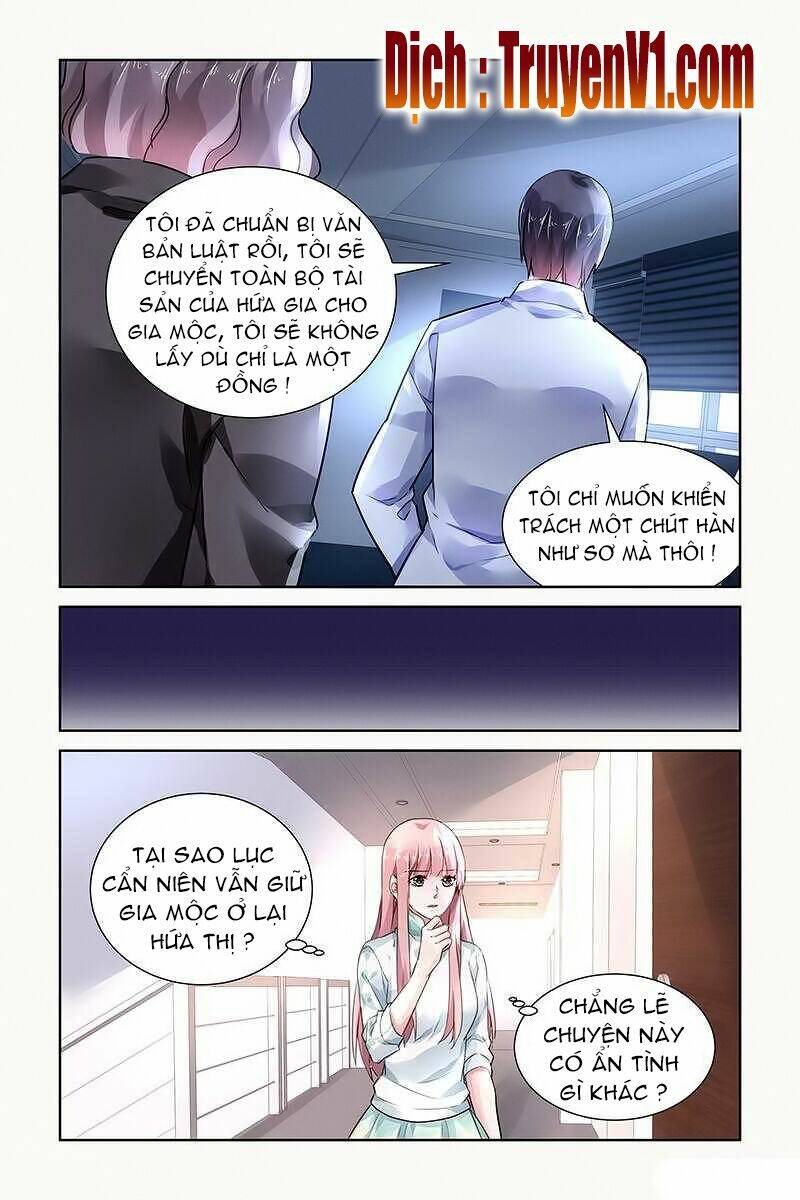 Dịch : TruyenV1.com
TÔI ĐÃ CHUẨN BỊ VĂN
BẢN LUẬT RỒI, TÔI SẼ
CHUYỂN TOÀN BỘ TÀI
SẢN CỦA HỨA GIA CHO
GIA MỘC, TÔI SẼ KHÔNG
LẤY DÙ CHỈ LÀ MỘT
ĐỒNG !
TÔI CHỈ MUỐN KHIỂN
TRÁCH MỘT CHÚT HÀN
NHƯ SƠ MÀ THÔI !
TẠI SAO LỤC
CẨN NIÊN VẪN GIỮ
GIA MỘC Ở LẠI
HỨA THỊ ?
CHẲNG LẼ
CHUYỆN NÀY
CÓ ẨN TÌNH
GÌ KHÁC ?